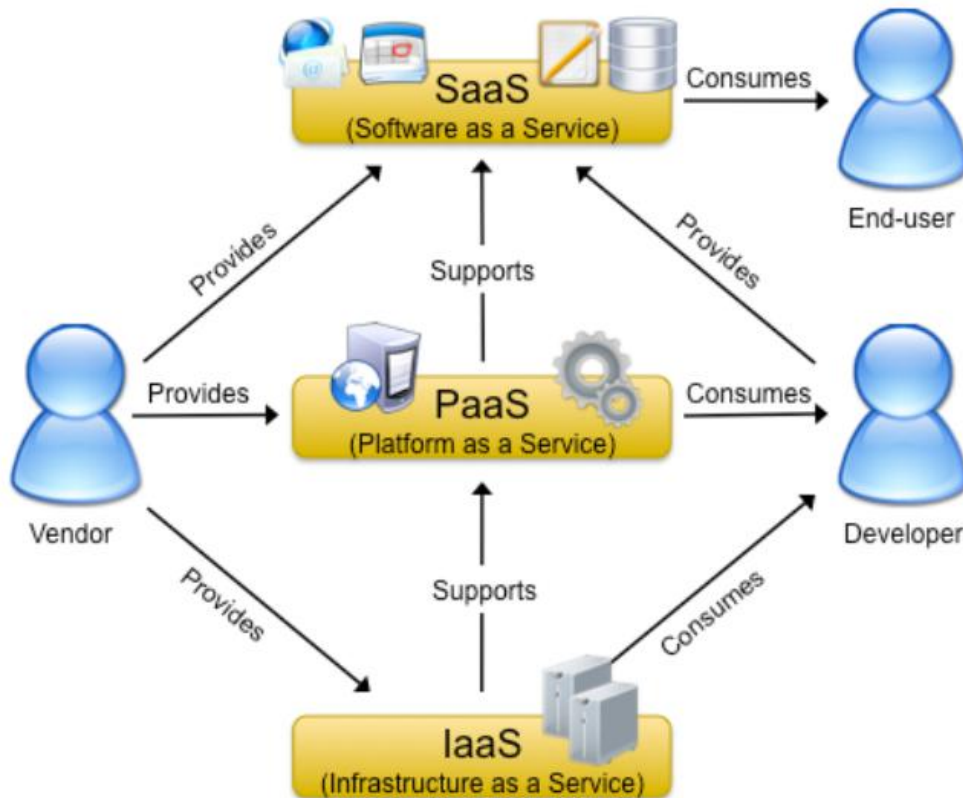 SaaS
(Software as a Service)
Consumes
End-user
Provides
Supports
Provides
Provides
PaaS
(Platform as a Service)
Consumes
Vendor
Developer
Provides
Supports
Consumes
IaaS
(Infrastructure as a Service)